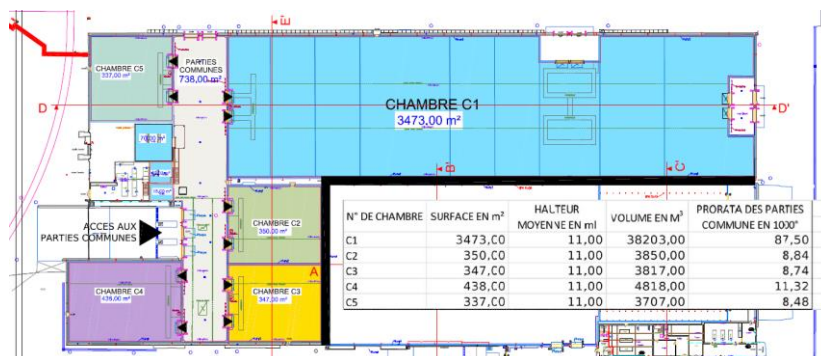 E'
CHAMBRE C5
337,00 m²
PARTIES
COMMUNES
738,00 m²
CHAMBRE C1
3473,00 m²
D
D'
B'
C'
ACCES AUX
PARTIES COMMUNES
CHAMBRE C2
350,00 m²
A
CHAMBRE C4
438,00 m²
CHAMBRE C3
347,00 m²
N° DE CHAMBRE SURFACE EN m² HALTEUR MOYENNE EN ml VOLUME EN M³ PRORATA DES PARTIES COMMUNE EN 1000°
C1 3473,00 11,00 38203,00 87,50
C2 350,00 11,00 3850,00 8,84
C3 347,00 11,00 3817,00 8,74
C4 438,00 11,00 4818,00 11,32
C5 337,00 11,00 3707,00 8,48